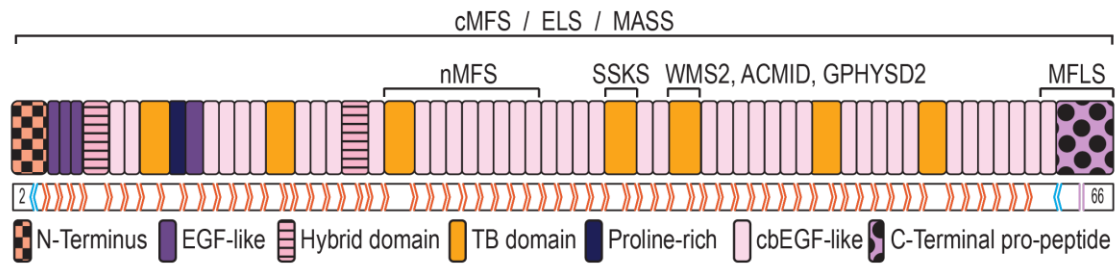 cMFS / ELS / MASS
nMFS SSKS WMS2, ACMID, GPHYSD2 MFLS
2 66
N-Terminus EGF-like Hybrid domain TB domain Proline-rich cbEGF-like C-Terminal pro-peptide